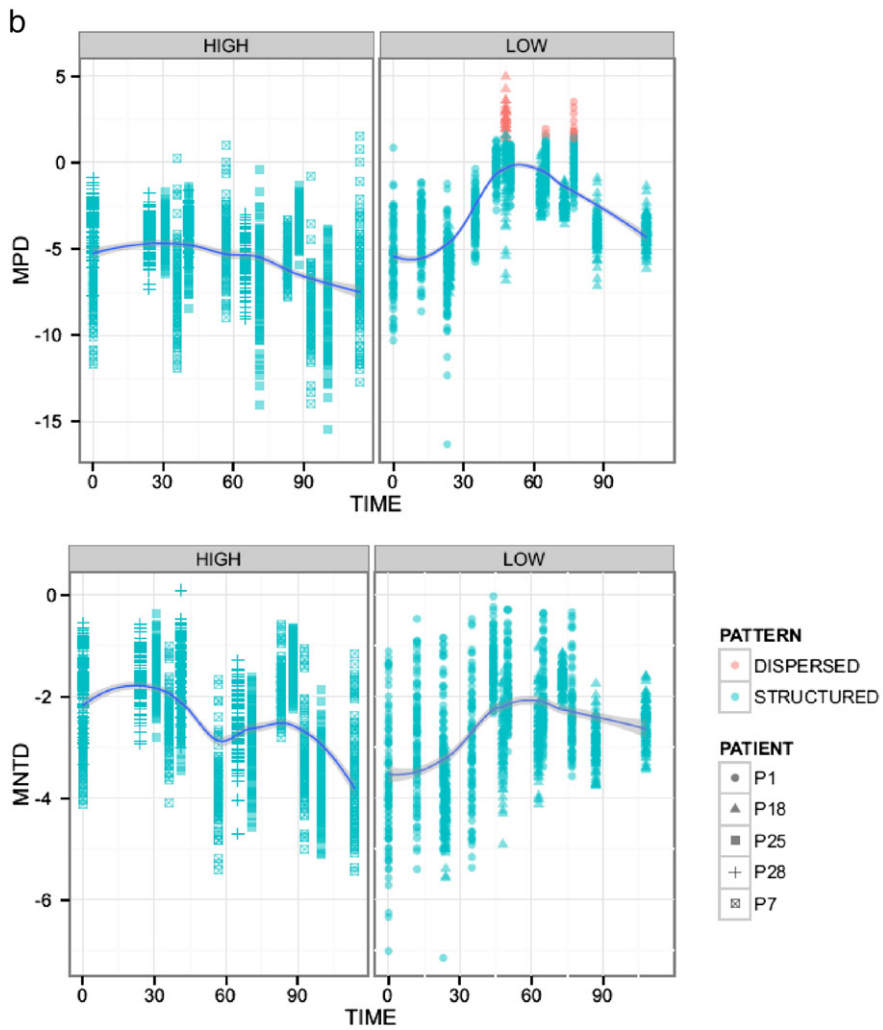 b
HIGH LOW
5
0
-5
-10
-15
MPD
0 30 60 90 0 30 60 90
TIME
HIGH LOW
0
-2
-4
-6
MNTD
0 30 60 90 0 30 60 90
TIME
PATTERN
DISPERSED
STRUCTURED
PATIENT
P1
P18
P25
P28
P7